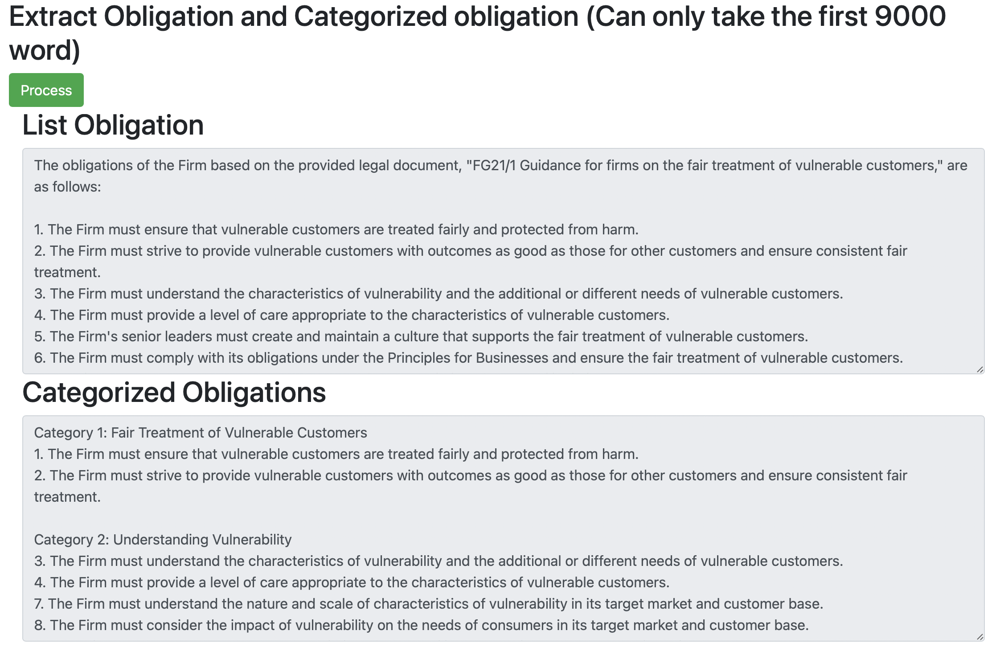 Extract Obligation and Categorized obligation (Can only take the first 9000
word)
Process
List Obligation
The obligations of the Firm based on the provided legal document, "FG21/1 Guidance for firms on the fair treatment of vulnerable customers," are
as follows:
1. The Firm must ensure that vulnerable customers are treated fairly and protected from harm.
2. The Firm must strive to provide vulnerable customers with outcomes as good as those for other customers and ensure consistent fair
treatment.
3. The Firm must understand the characteristics of vulnerability and the additional or different needs of vulnerable customers.
4. The Firm must provide a level of care appropriate to the characteristics of vulnerable customers.
5. The Firm's senior leaders must create and maintain a culture that supports the fair treatment of vulnerable customers.
6. The Firm must comply with its obligations under the Principles for Businesses and ensure the fair treatment of vulnerable customers.
Categorized Obligations
Category 1: Fair Treatment of Vulnerable Customers
1. The Firm must ensure that vulnerable customers are treated fairly and protected from harm.
2. The Firm must strive to provide vulnerable customers with outcomes as good as those for other customers and ensure consistent fair
treatment.
Category 2: Understanding Vulnerability
3. The Firm must understand the characteristics of vulnerability and the additional or different needs of vulnerable customers.
4. The Firm must provide a level of care appropriate to the characteristics of vulnerable customers.
7. The Firm must understand the nature and scale of characteristics of vulnerability in its target market and customer base.
8. The Firm must consider the impact of vulnerability on the needs of consumers in its target market and customer base.